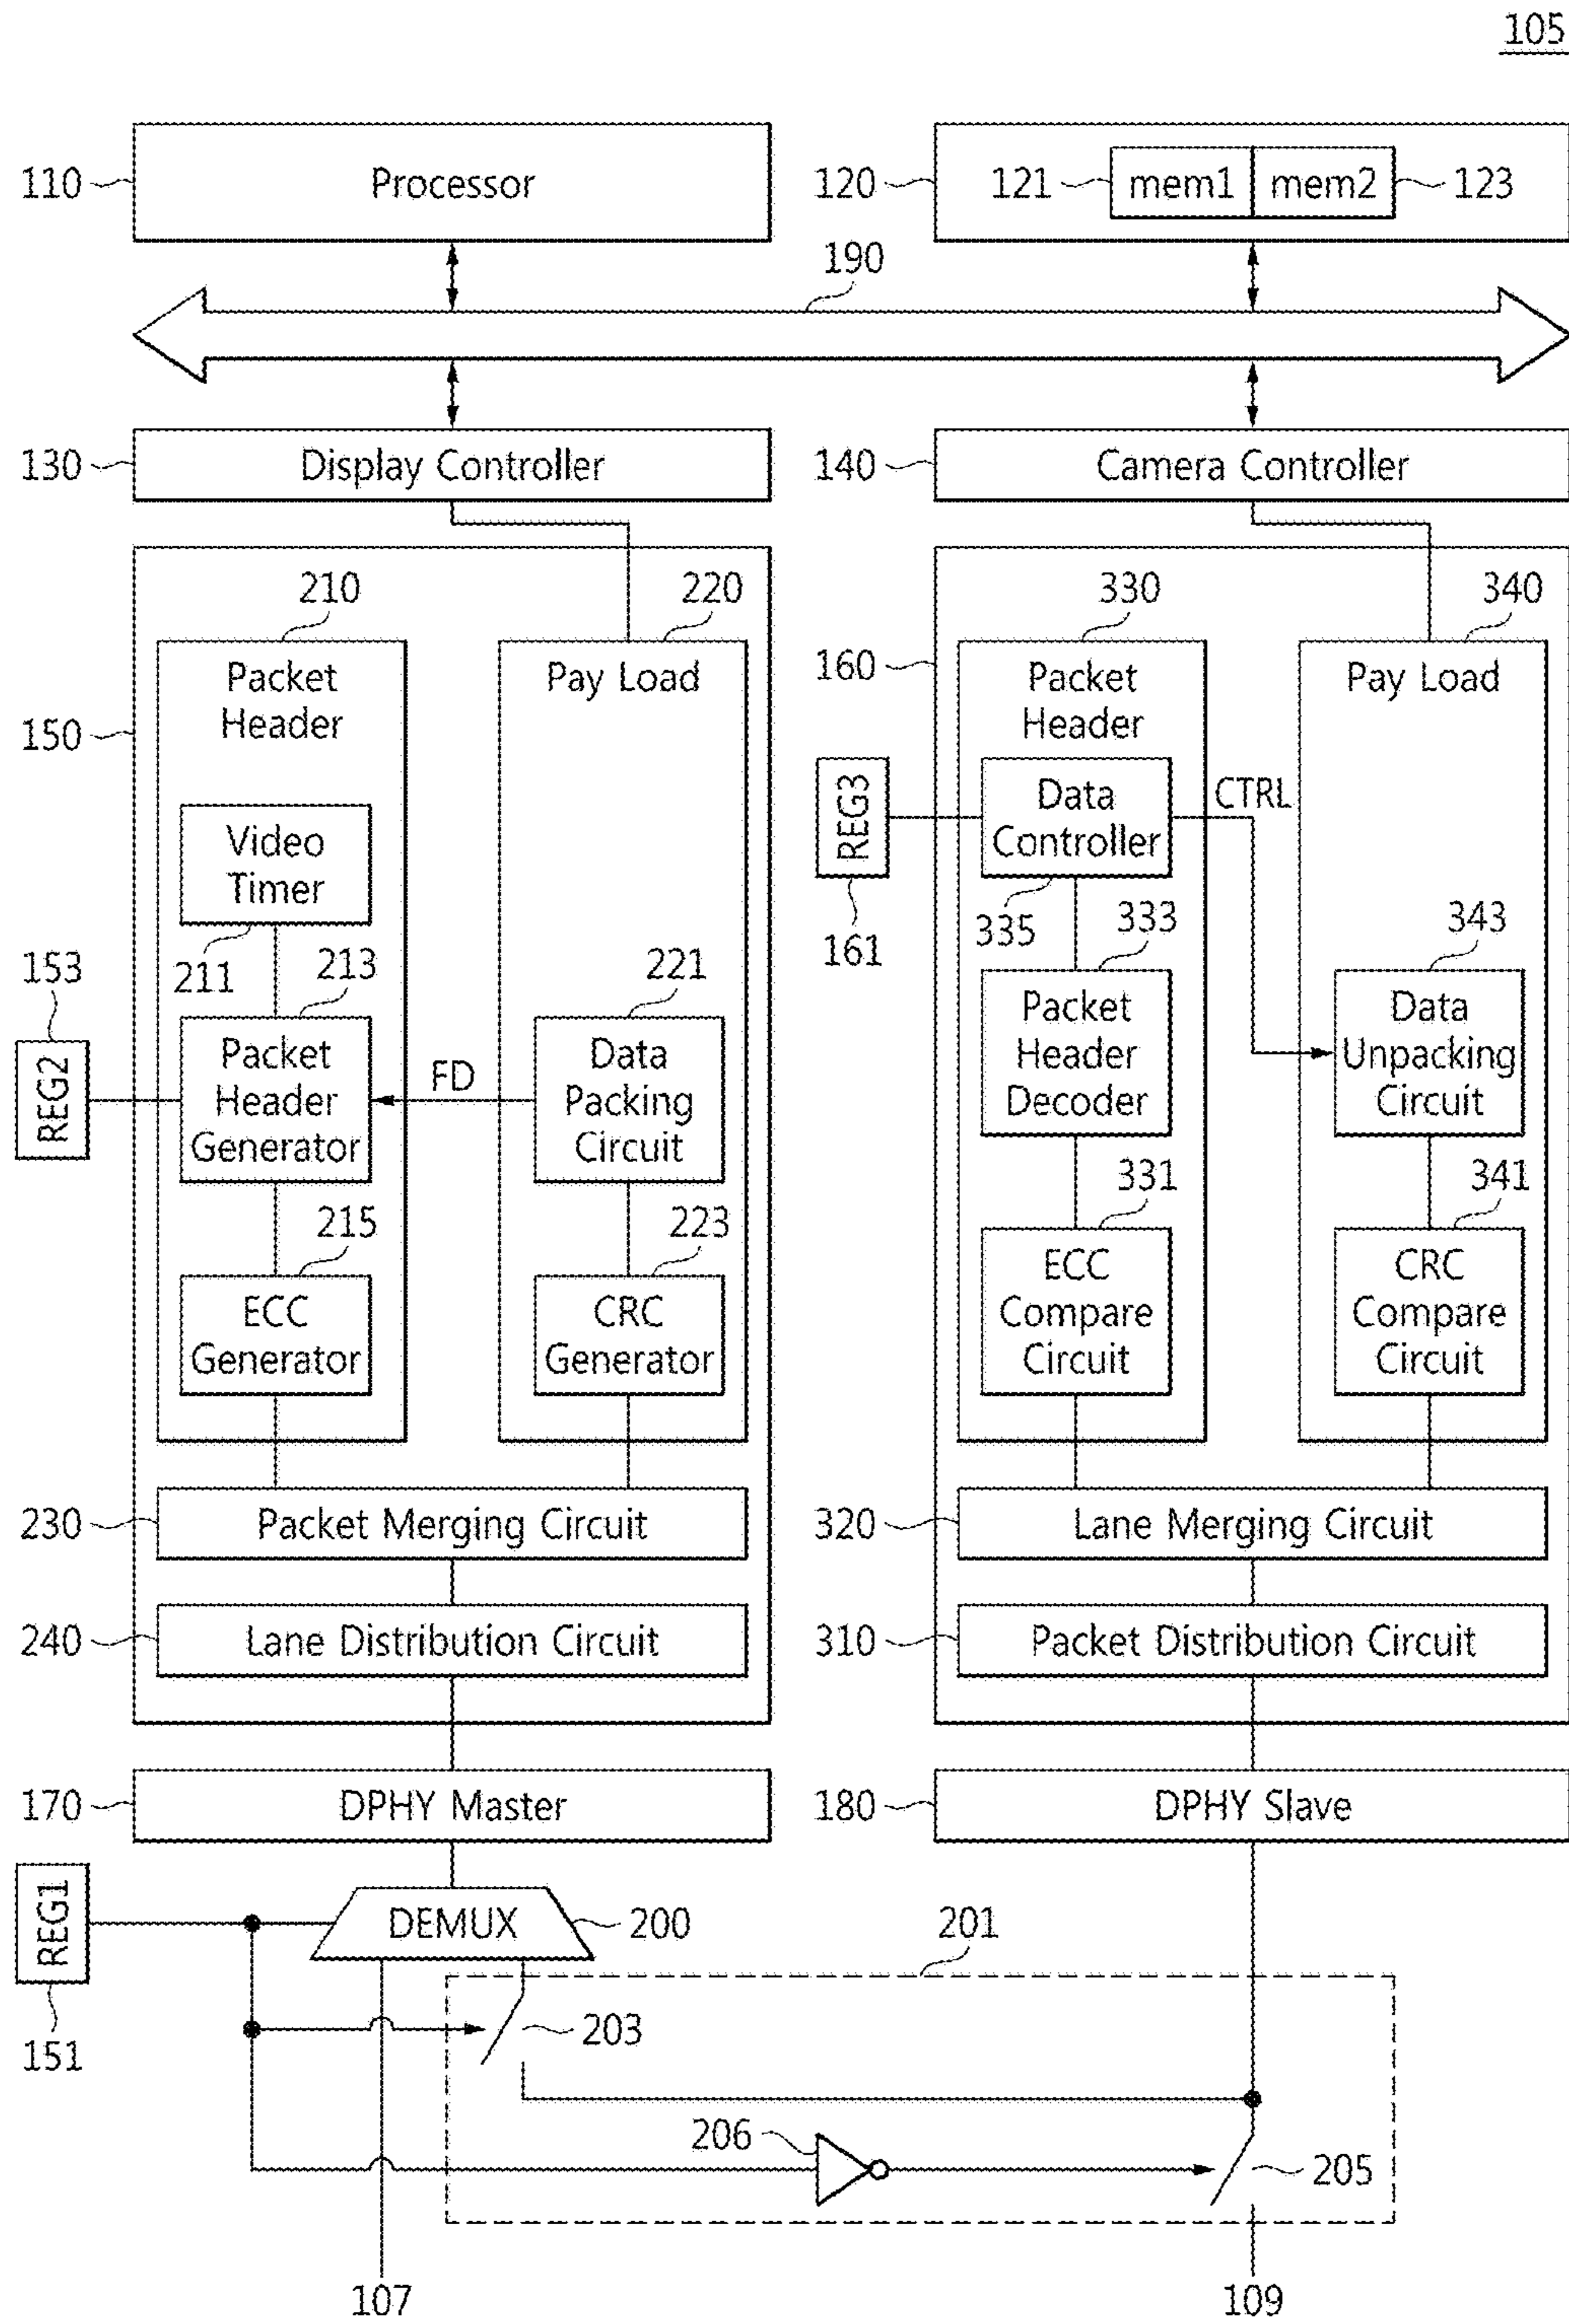 105
110
Processor
120
121
mem1
mem2
123
190
130
Display Controller
140
Camera Controller
150
210
Packet
Header
220
Pay Load
Video
Timer
211
153
REG2
213
Packet
Header
Generator
FD
221
Data
Packing
Circuit
215
ECC
Generator
223
CRC
Generator
230
Packet Merging Circuit
240
Lane Distribution Circuit
160
330
Packet
Header
340
Pay Load
REG3
161
Data
Controller
335
CTRL
333
Packet
Header
Decoder
343
Data
Unpacking
Circuit
331
ECC
Compare
Circuit
341
CRC
Compare
Circuit
320
Lane Merging Circuit
310
Packet Distribution Circuit
170
DPHY Master
180
DPHY Slave
REG1
151
DEMUX
200
201
203
206
205
107
109